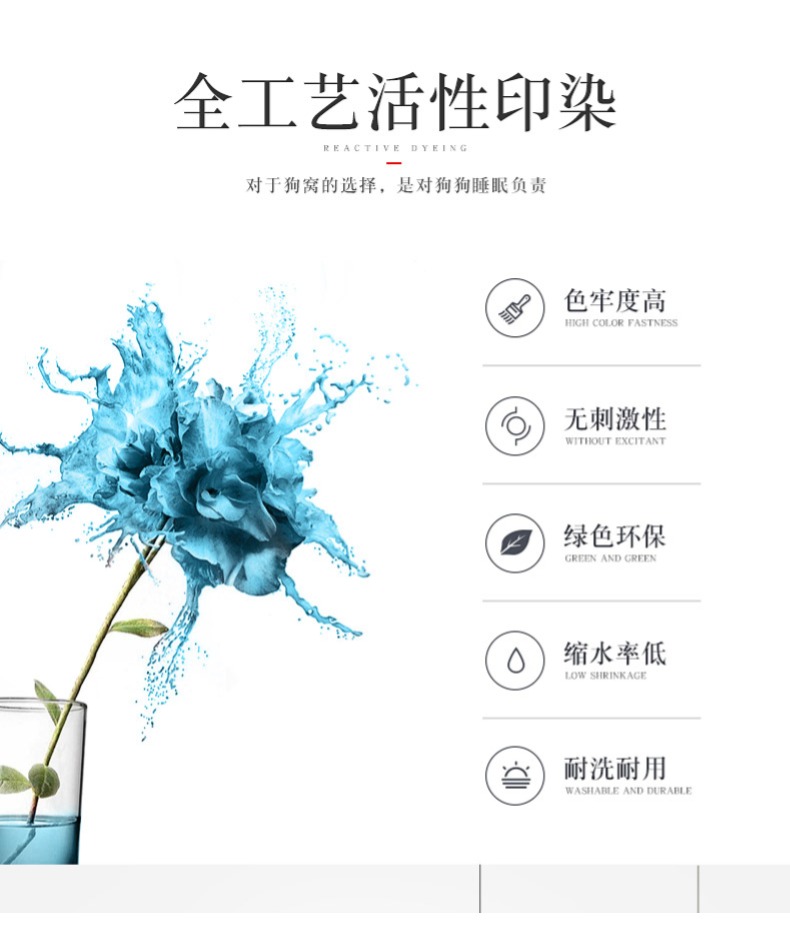 全工艺活性印染
REACTIVE DYEING
对于狗窝的选择，是对狗狗睡眠负责
色牢度高
HIGH COLOR FASTNESS
无刺激性
WITHOUT EXCITANT
绿色环保
GREEN AND GREEN
缩水率低
LOW SHRINKAGE
耐洗耐用
WASHABLE AND DURABLE